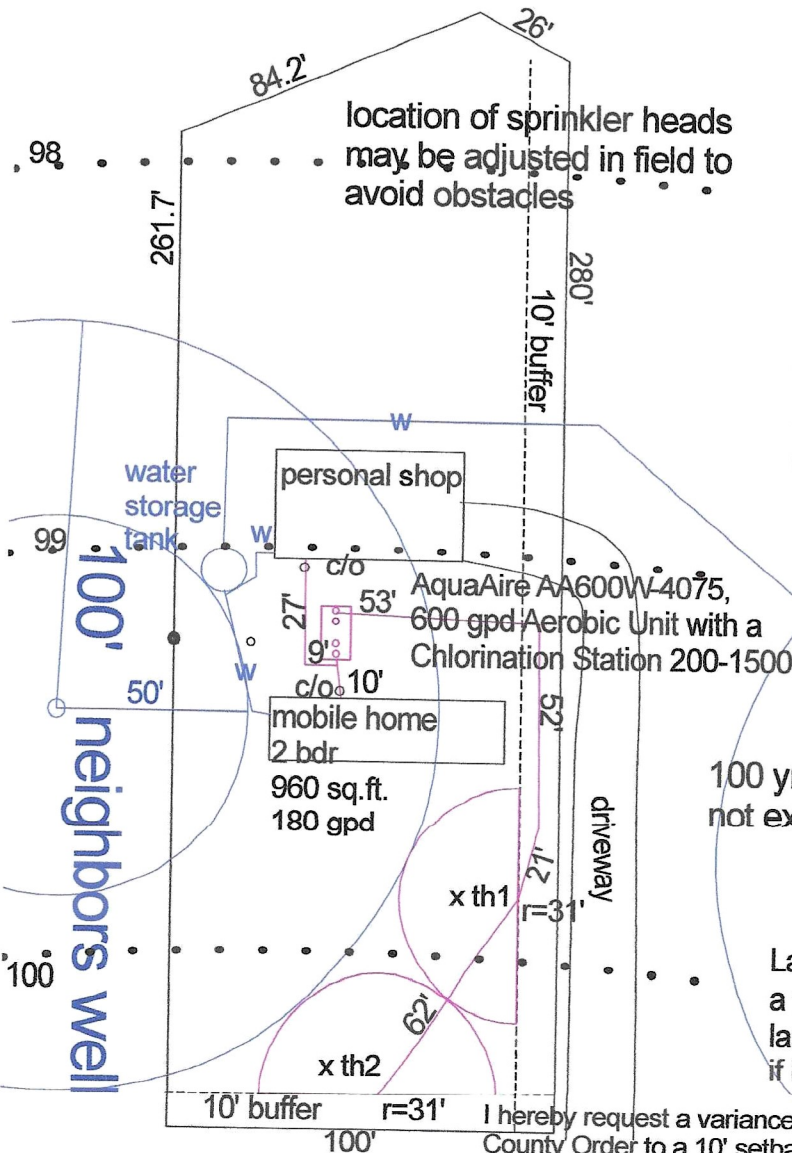 26'
84.2'
location of sprinkler heads
may be adjusted in field to
avoid obstacles
98
261.7'
280'
10' buffer
w
personal shop
water
storage
tank
w
99
c/o
100'
27'
53'
AquaAire AA600W-4075,
600 gpd Aerobic Unit with a
Chlorination Station 200-1500
9'
w
c/o 10'
50'
52'
mobile home
2 bdr
960 sq.ft.
180 gpd
neighbors well
100 y
not ex
driveway
21'
x th1
r=31'
100
La
a
la
if
62'
x th2
10' buffer
r=31'
I hereby request a variance
100'
County Order to a 10' setba